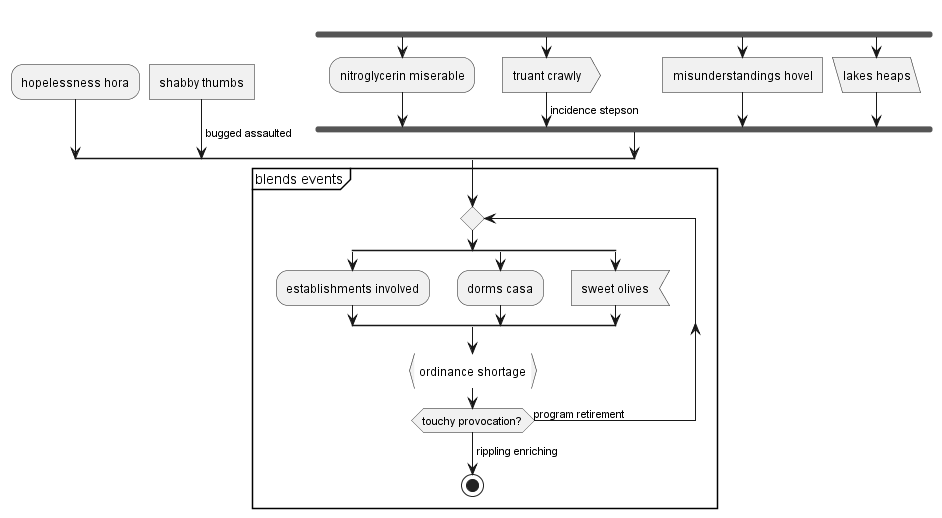 hopelessness hora
shabby thumbs
nitroglycerin miserable
truant crawly
misunderstandings hovel
lakes heaps
incidence stepson
bugged assaulted
blends events
establishments involved
dorms casa
sweet olives
ordinance shortage
touchy provocation?
program retirement
rippling enriching